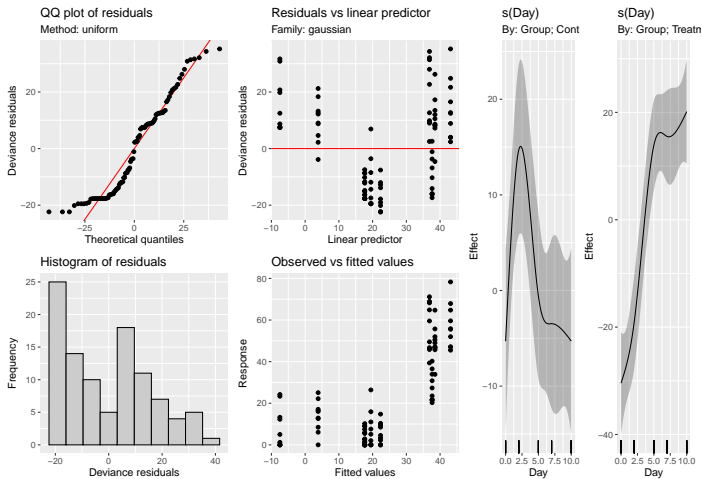 QQ plot of residuals
Method: uniform
Deviance residuals
20
0
−20
−25
0
25
Theoretical quantiles
Residuals vs linear predictor
Family: gaussian
Deviance residuals
20
0
−20
−10
0
10
20
30
40
Linear predictor
Histogram of residuals
Frequency
25
20
15
10
5
0
−20
0
20
40
Deviance residuals
Observed vs fitted values
Response
80
60
40
20
0
−10
0
10
20
30
40
Fitted values
s(Day)
By: Group; Cont
Effect
20
10
0
−10
0.0 2.5 5.0 7.5 10.0
Day
s(Day)
By: Group; Treatm
Effect
20
0
−20
−40
0.0 2.5 5.0 7.5 10.0
Day